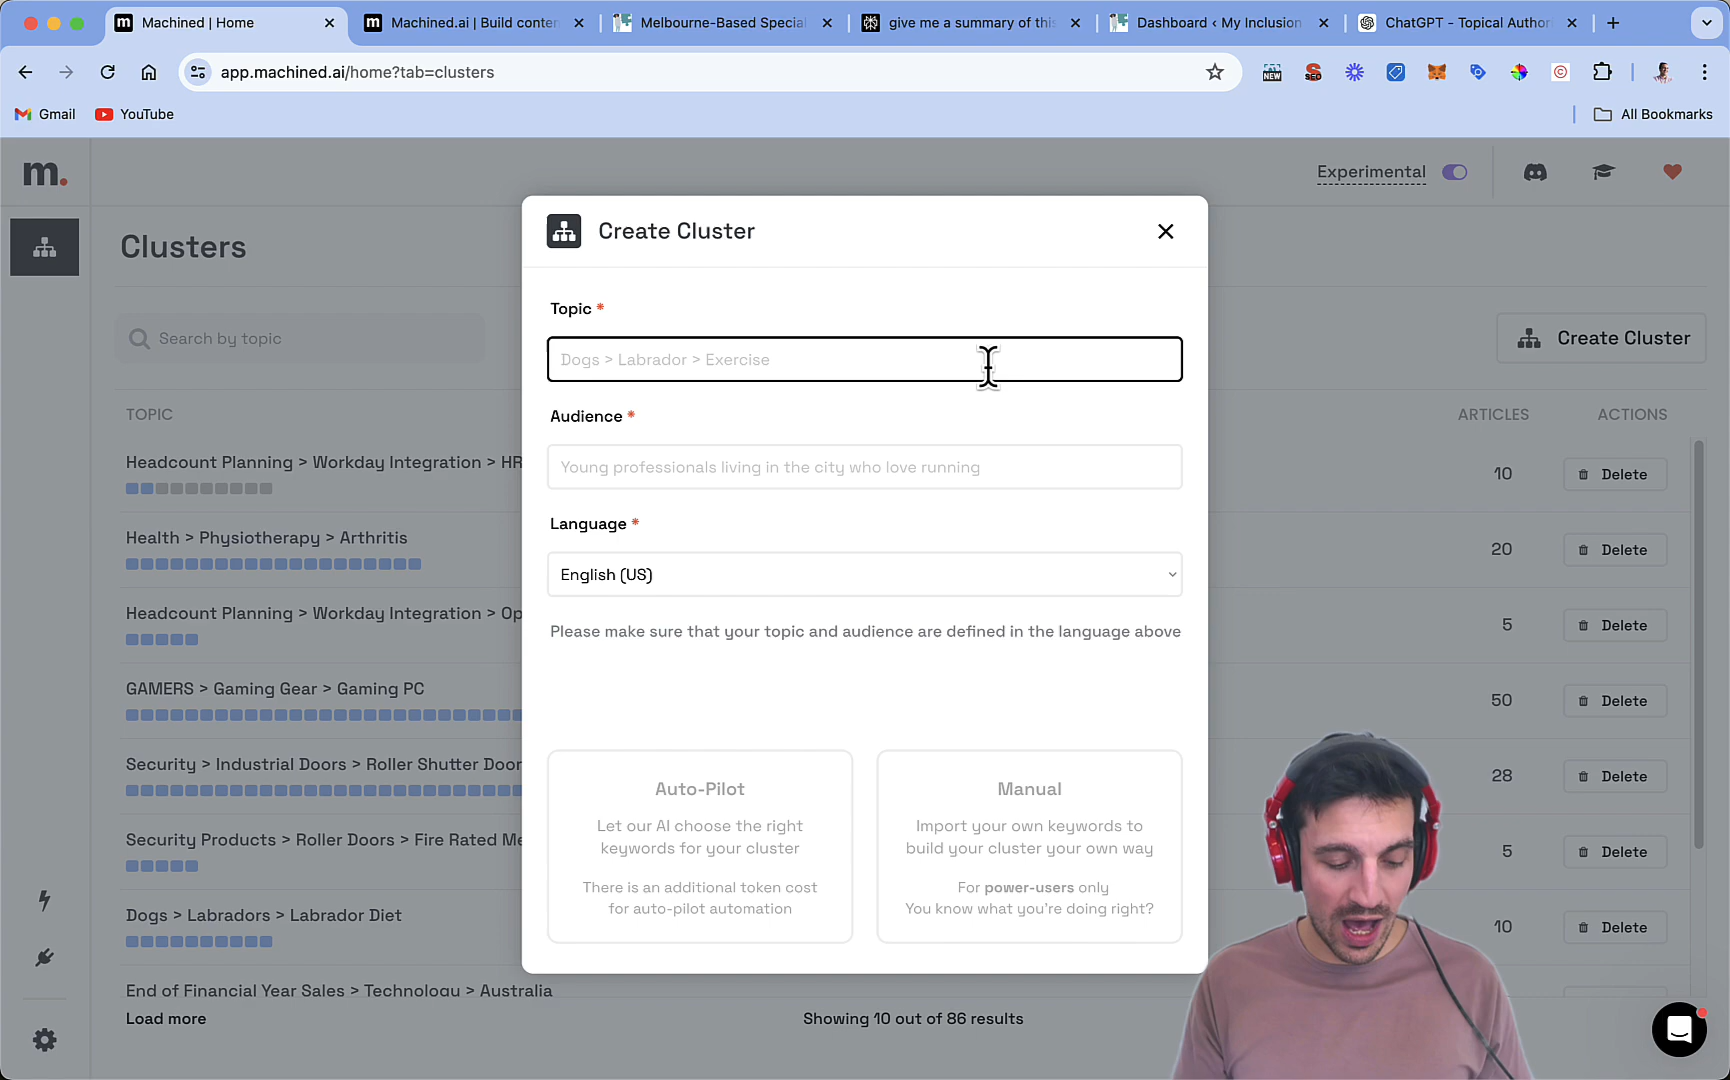 Machined | Home
Machined.ai | Build conten
Melbourne-Based Special
give me a summary of this
Dashboard ‹ My Inclusion
ChatGPT - Topical Author
app.machined.ai/home?tab=clusters
NEW
SEO
Gmail
YouTube
All Bookmarks
m.
Experimental
Clusters
Search by topic
Create Cluster
TOPIC
ARTICLES
ACTIONS
Headcount Planning > Workday Integration > HR
10
Delete
Health > Physiotherapy > Arthritis
20
Delete
Headcount Planning > Workday Integration > Op
5
Delete
GAMERS > Gaming Gear > Gaming PC
50
Delete
Security > Industrial Doors > Roller Shutter Door
28
Delete
Security Products > Roller Doors > Fire Rated Me
5
Delete
Dogs > Labradors > Labrador Diet
10
Delete
End of Financial Year Sales > Technology > Australia
Load more
Showing 10 out of 86 results
Create Cluster
Topic *
Dogs > Labrador > Exercise
Audience *
Young professionals living in the city who love running
Language *
English (US)
Please make sure that your topic and audience are defined in the language above
Auto-Pilot
Let our AI choose the right
keywords for your cluster
There is an additional token cost
for auto-pilot automation
Manual
Import your own keywords to
build your cluster your own way
For power-users only
You know what you're doing right?